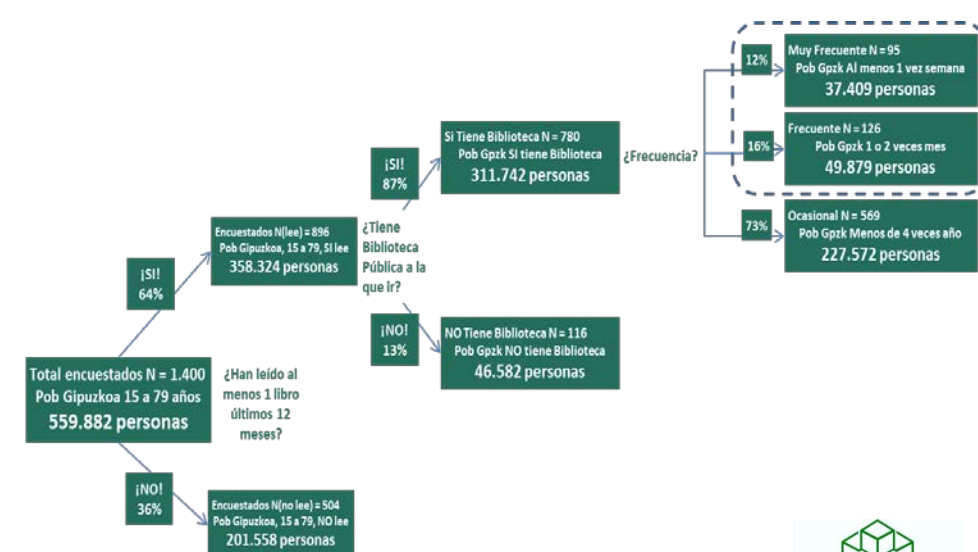 Total encuestados N = 1.400
Pob Gipuzkoa 15 a 79 años
559.882 personas
¿Han leído al
menos 1 libro
últimos 12
meses?
¡SI!
64%
Encuestados N(lee) = 896
Pob Gipuzkoa, 15 a 79, SI lee
358.324 personas
¡NO!
36%
Encuestados N(no lee) = 504
Pob Gipuzkoa, 15 a 79, NO lee
201.558 personas
¿Tiene
Biblioteca
Pública a la
que ir?
¡SI!
87%
Si Tiene Biblioteca N = 780
Pob Gpzk SI tiene Biblioteca
311.742 personas
¡NO!
13%
NO Tiene Biblioteca N = 116
Pob Gpzk NO tiene Biblioteca
46.582 personas
¿Frecuencia?
12%
Muy Frecuente N = 95
Pob Gpzk Al menos 1 vez semana
37.409 personas
16%
Frecuente N = 126
Pob Gpzk 1 o 2 veces mes
49.879 personas
73%
Ocasional N = 569
Pob Gpzk Menos de 4 veces año
227.572 personas